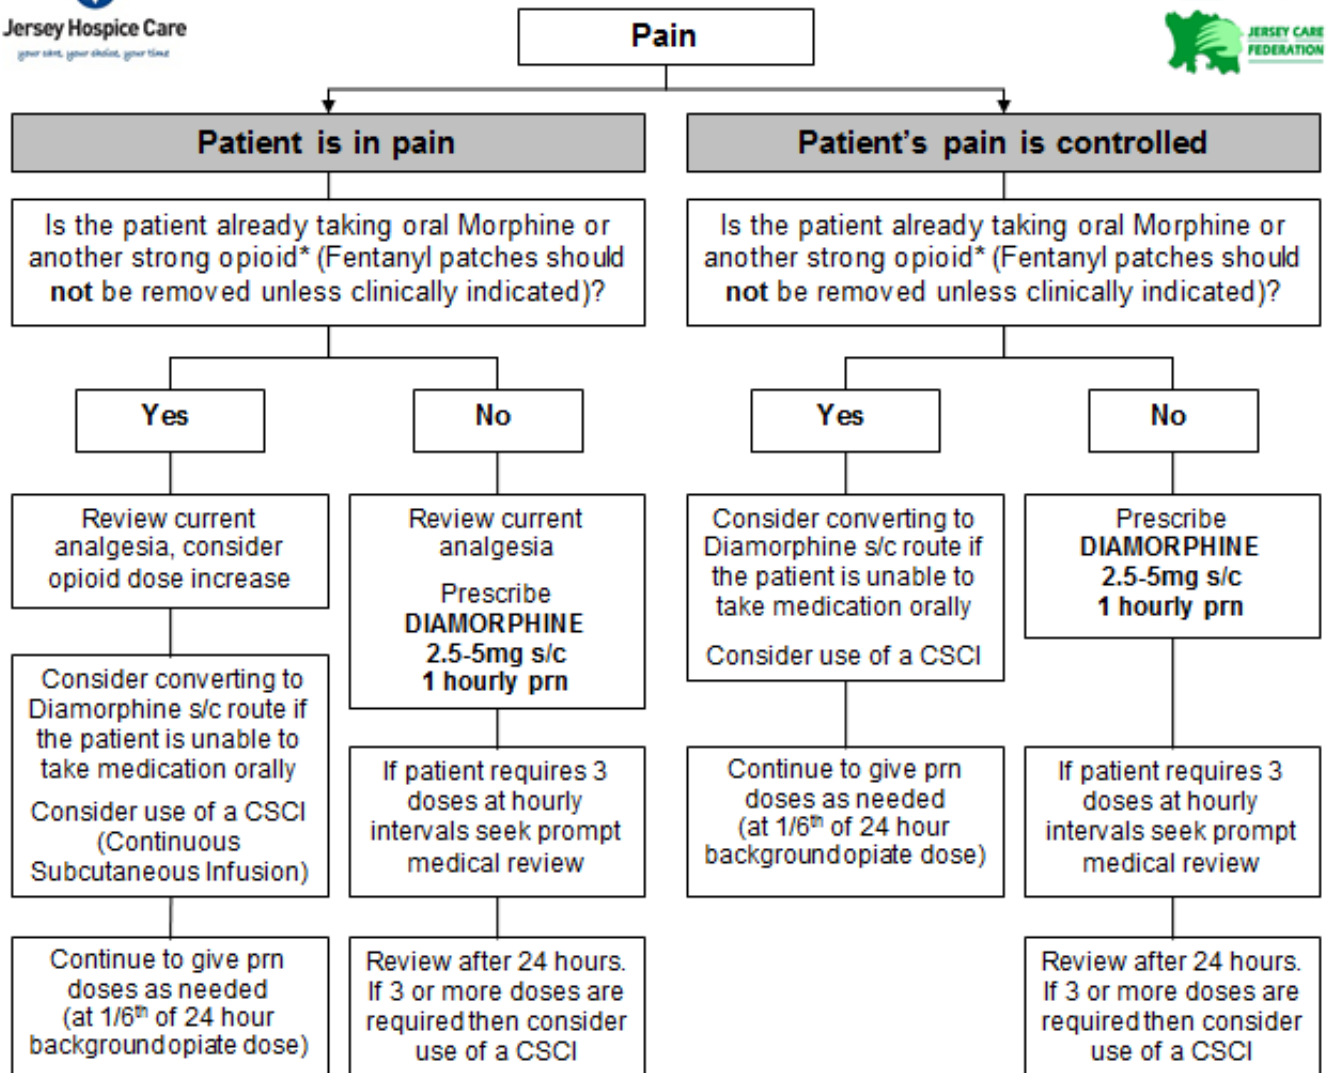 Jersey Hospice Care
your care, your choice, your time
Pain
JERSEY CARE
FEDERATION
Patient is in pain
Is the patient already taking oral Morphine or
another strong opioid* (Fentanyl patches should
not be removed unless clinically indicated)?
Yes
Review current
analgesia, consider
opioid dose increase
Consider converting to
Diamorphine s/c route if
the patient is unable to
take medication orally
Consider use of a CSCI
(Continuous
Subcutaneous Infusion)
Continue to give prn
doses as needed
(at 1/6th of 24 hour
background opiate dose)
No
Review current
analgesia
Prescribe
DIAMORPHINE
2.5-5mg s/c
1 hourly prn
If patient requires 3
doses at hourly
intervals seek prompt
medical review
Review after 24 hours.
If 3 or more doses are
required then consider
use of a CSCI
Patient's pain is controlled
Is the patient already taking oral Morphine or
another strong opioid* (Fentanyl patches should
not be removed unless clinically indicated)?
Yes
Consider converting to
Diamorphine s/c route if
the patient is unable to
take medication orally
Consider use of a CSCI
Continue to give prn
doses as needed
(at 1/6th of 24 hour
background opiate dose)
No
Prescribe
DIAMORPHINE
2.5-5mg s/c
1 hourly prn
If patient requires 3
doses at hourly
intervals seek prompt
medical review
Review after 24 hours.
If 3 or more doses are
required then consider
use of a CSCI